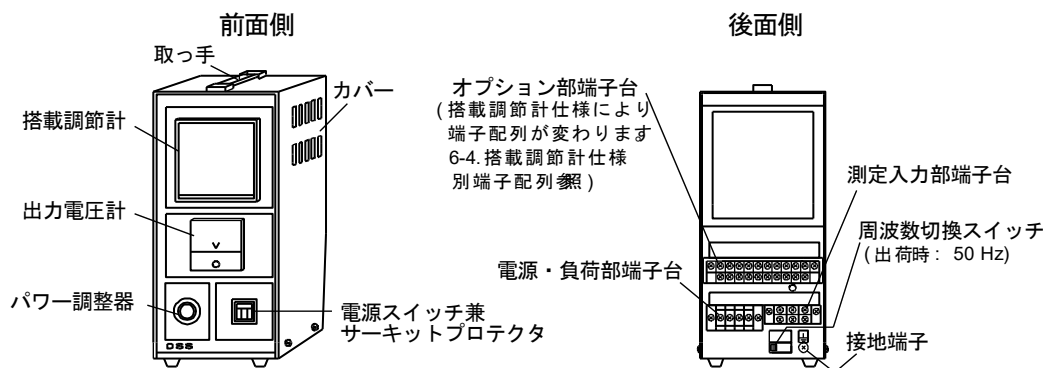 前面側
取っ手
カバー
搭載調節計
出力電圧計
V
パワー調整器
電源スイッチ兼
サーキットプロテクタ
DSS
後面側
オプション部端子台
(搭載調節計仕様により
端子配列が変わります。
6-4.搭載調節計仕様
別端子配列参照)
測定入力部端子台
周波数切換スイッチ
(出荷時: 50 Hz)
電源・負荷部端子台
接地端子